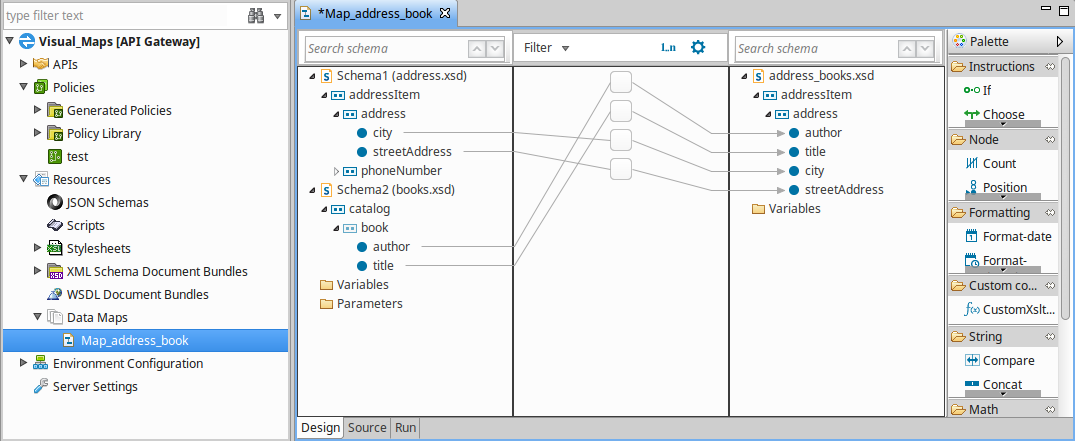 type filter text
Visual_Maps [API Gateway]
APIs
Policies
Generated Policies
Policy Library
test
Resources
JSON Schemas
Scripts
Stylesheets
XML Schema Document Bundles
WSDL Document Bundles
Data Maps
Map_address_book
Environment Configuration
Server Settings
*Map_address_book
Search schema
Schema1 (address.xsd)
addressItem
address
city
streetAddress
phoneNumber
Schema2 (books.xsd)
catalog
book
author
title
Variables
Parameters
Filter
1..n
Search schema
address_books.xsd
addressItem
address
author
title
city
streetAddress
Variables
Palette
Instructions
If
Choose
Node
Count
Position
Formatting
Format-date
Format-
Custom co...
f(x) CustomXslt...
String
Compare
Concat
Math
Design Source Run